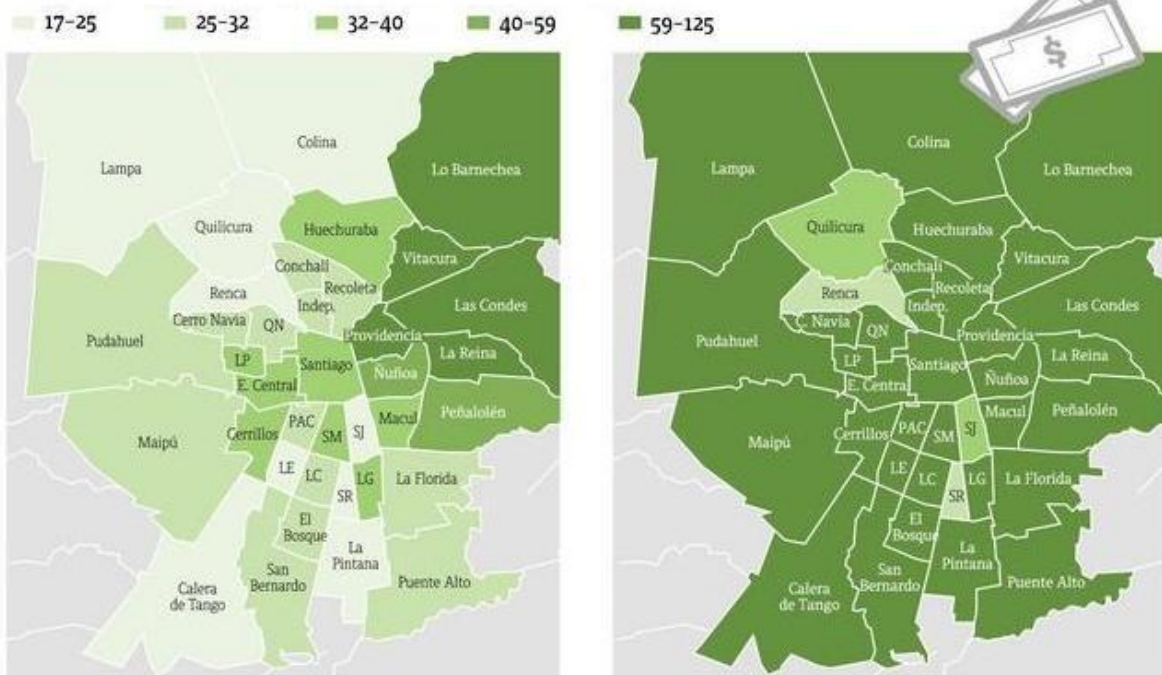 17-25
25-32
32-40
40-59
59-125
$
Lampa
Colina
Lo Barnechea
Quilicura
Huechuraba
Vitacura
Conchalí
Recoleta
Renca
Indep.
Las Condes
Cerro Navia
QN
Providencia
Pudahuel
LP
Santiago
La Reina
Ñuñoa
E. Central
Peñalolén
Maipú
Cerrillos
PAC
SM
SJ
Macul
LE
LC
SR
LG
La Florida
El
Bosque
La
Pintana
San
Bernardo
Calera
de Tango
Puente Alto
Lampa
Colina
Lo Barnechea
Quilicura
Huechuraba
Vitacura
Conchalí
Recoleta
Renca
Indep.
Las Condes
C. Navia
QN
Providencia
Pudahuel
LP
Santiago
La Reina
Ñuñoa
E. Central
Peñalolén
Maipú
Cerrillos
PAC
SM
SJ
Macul
LE
LC
SR
LG
La Florida
El
Bosque
La
Pintana
San
Bernardo
Calera
de Tango
Puente Alto